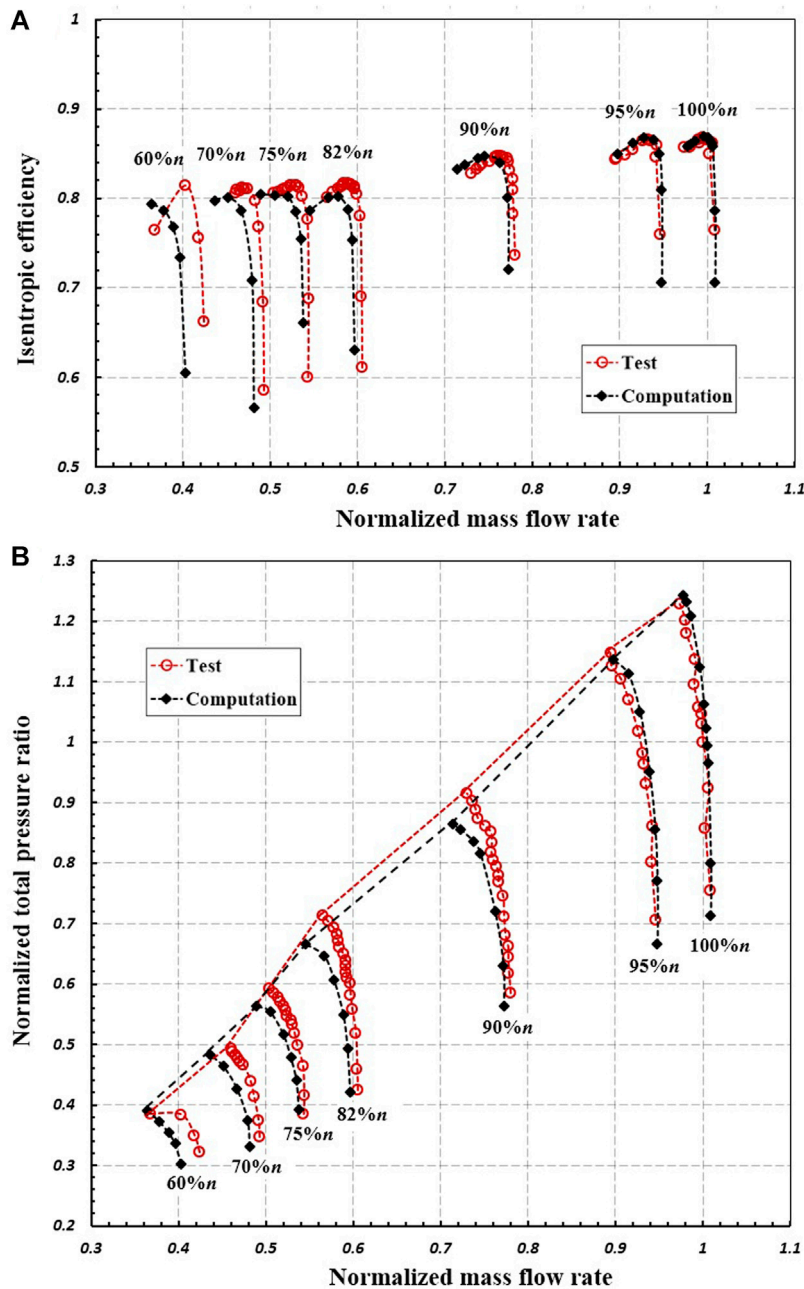 A
1
0.9
0.8
0.7
0.6
0.5
Isentropic efficiency
60%n
70%n
75%n
82%n
90%n
95%n
100%n
Test
Computation
0.3
0.4
0.5
0.6
0.7
0.8
0.9
1
1.1
Normalized mass flow rate
B
1.3
1.2
1.1
1
0.9
0.8
0.7
0.6
0.5
0.4
0.3
0.2
Normalized total pressure ratio
Test
Computation
60%n
70%n
75%n
82%n
90%n
95%n
100%n
0.3
0.4
0.5
0.6
0.7
0.8
0.9
1
1.1
Normalized mass flow rate